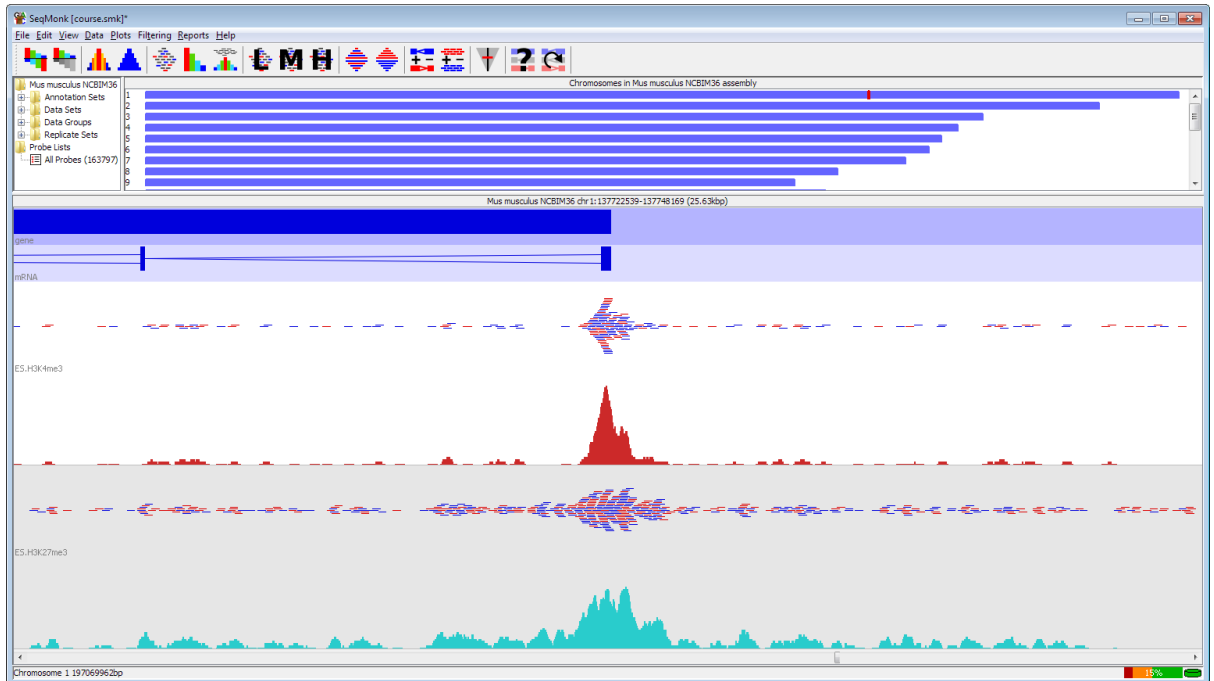 SeqMonk [course.smk]*
File Edit View Data Plots Filtering Reports Help
L M H ? 
Mus musculus NCBIM36
Annotation Sets
Data Sets
Data Groups
Replicate Sets
Probe Lists
All Probes (163797)
Chromosomes in Mus musculus NCBIM36 assembly
1
2
3
4
5
6
7
8
9
Mus musculus NCBIM36 chr1:137722539-137748169 (25.63kbp)
gene
mRNA
ES.H3K4me3
ES.H3K27me3
Chromosome 1 197069962bp
15%